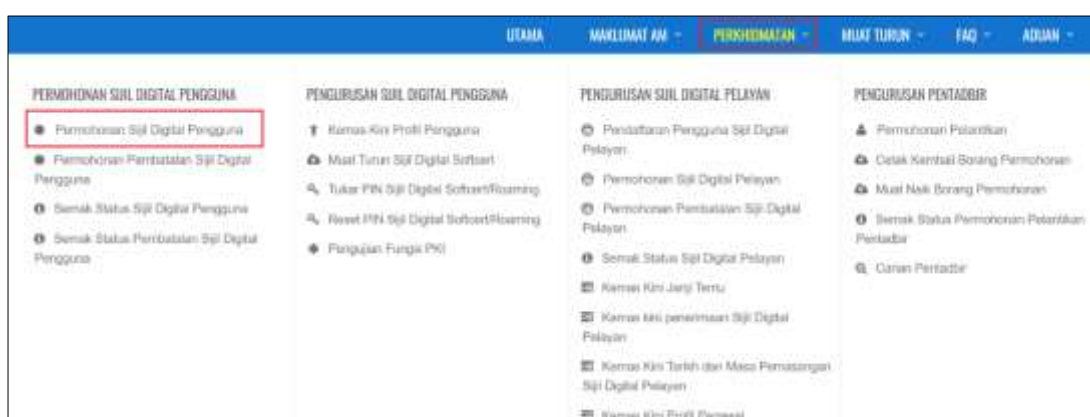 UTAMA MAKLUMAT AM PERKHIDMATAN MUAT TURUN FAQ ADUAN
PERMOHONAN SIJIL DIGITAL PENGGUNA
Permohonan Sijil Digital Pengguna
Permohonan Pembatalan Sijil Digital
Pengguna
Semak Status Sijil Digital Pengguna
Semak Status Pembatalan Sijil Digital
Pengguna
PENGURUSAN SIJIL DIGITAL PENGGUNA
Kemas Kini Profil Pengguna
Muat Turun Sijil Digital Softcert
Tukar PIN Sijil Digital Softcert/Roaming
Reset PIN Sijil Digital Softcert/Roaming
Pengujian Fungsi PKI
PENGURUSAN SIJIL DIGITAL PELAYAN
Pendaftaran Pengguna Sijil Digital
Pelayan
Permohonan Sijil Digital Pelayan
Permohonan Pembatalan Sijil Digital
Pelayan
Semak Status Sijil Digital Pelayan
Kemas Kini Janji Temu
Kemas kini penerimaan Sijil Digital
Pelayan
Kemas Kini Tarikh dan Masa Pemasangan
Sijil Digital Pelayan
Kemas Kini Profil Pegawai
PENGURUSAN PENTADBIR
Permohonan Pelantikan
Cetak Kembali Borang Permohonan
Muat Naik Borang Permohonan
Semak Status Permohonan Pelantikan
Pentadbir
Carian Pentadbir